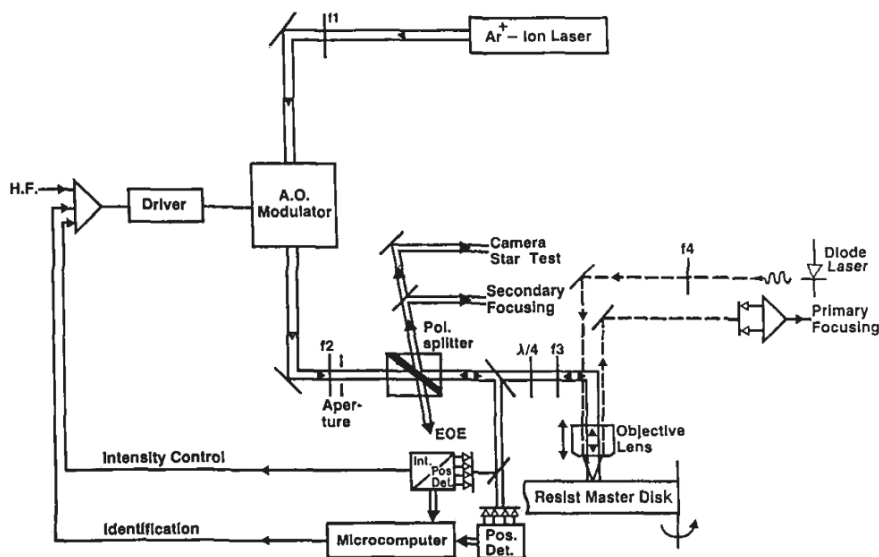 f1
Ar+ – Ion Laser
H.F.
Driver
A.O.
Modulator
Camera
Star Test
f4
Diode
Laser
Secondary
Focusing
Primary
Focusing
Pol.
splitter
f2
λ/4
f3
Aper-
ture
EOE
Objective
Lens
Intensity Control
Int.
Pos
Det.
Resist Master Disk
Identification
Microcomputer
Pos.
Det.